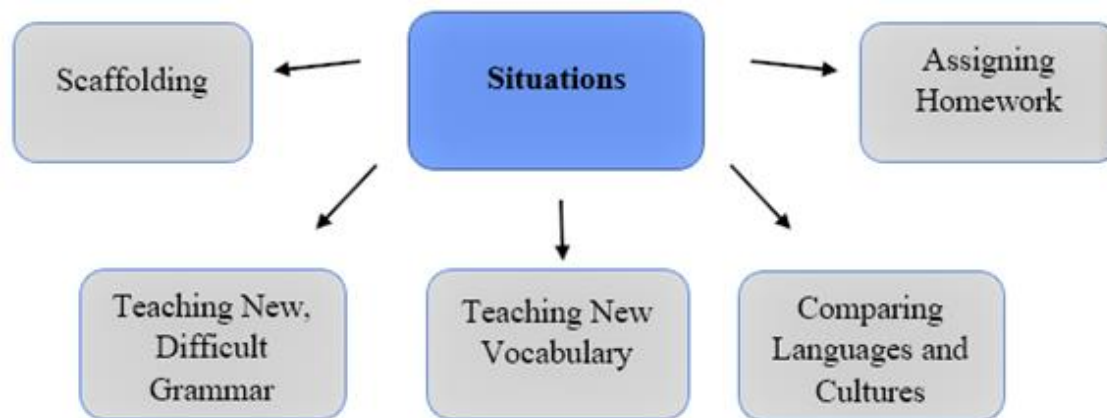 Situations
Scaffolding
Assigning
Homework
Teaching New,
Difficult
Grammar
Teaching New
Vocabulary
Comparing
Languages and
Cultures